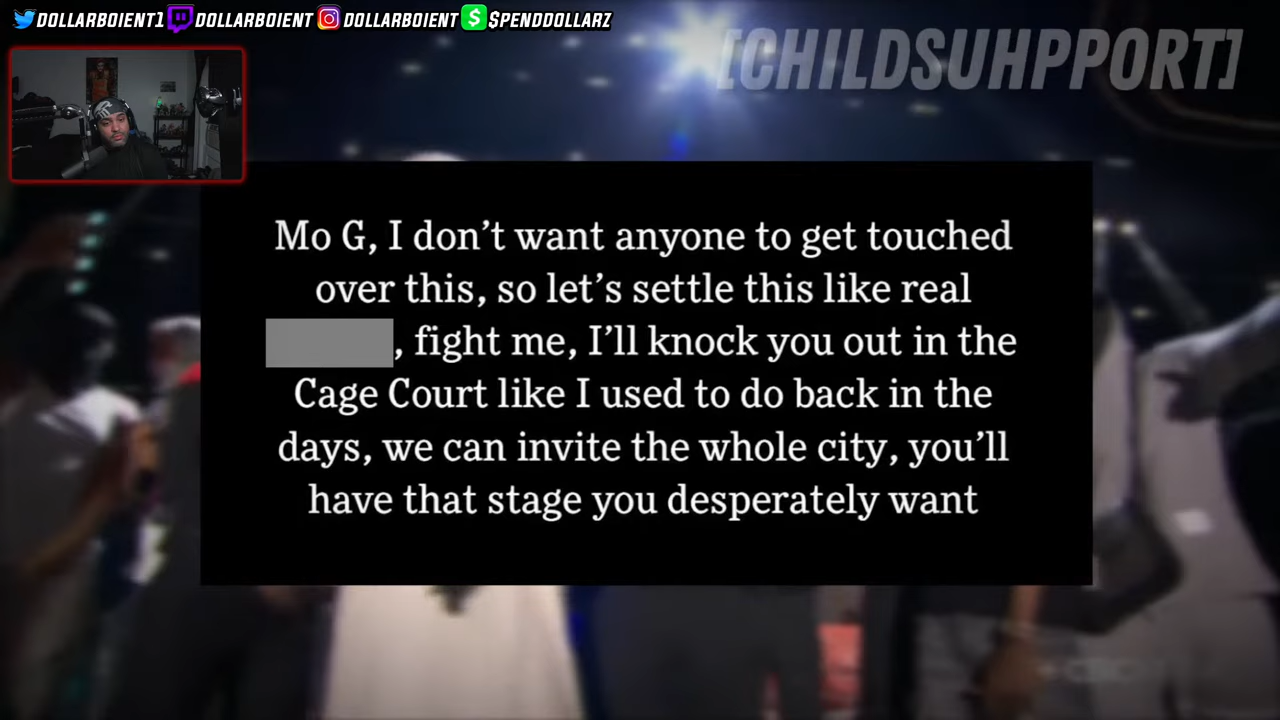 DOLLARBOIENT1 DOLLARBOIENT DOLLARBOIENT $PENDDOLLARZ
[CHILDSUHPPORT]
Mo G, I don’t want anyone to get touched
over this, so let’s settle this like real
, fight me, I’ll knock you out in the
Cage Court like I used to do back in the
days, we can invite the whole city, you’ll
have that stage you desperately want